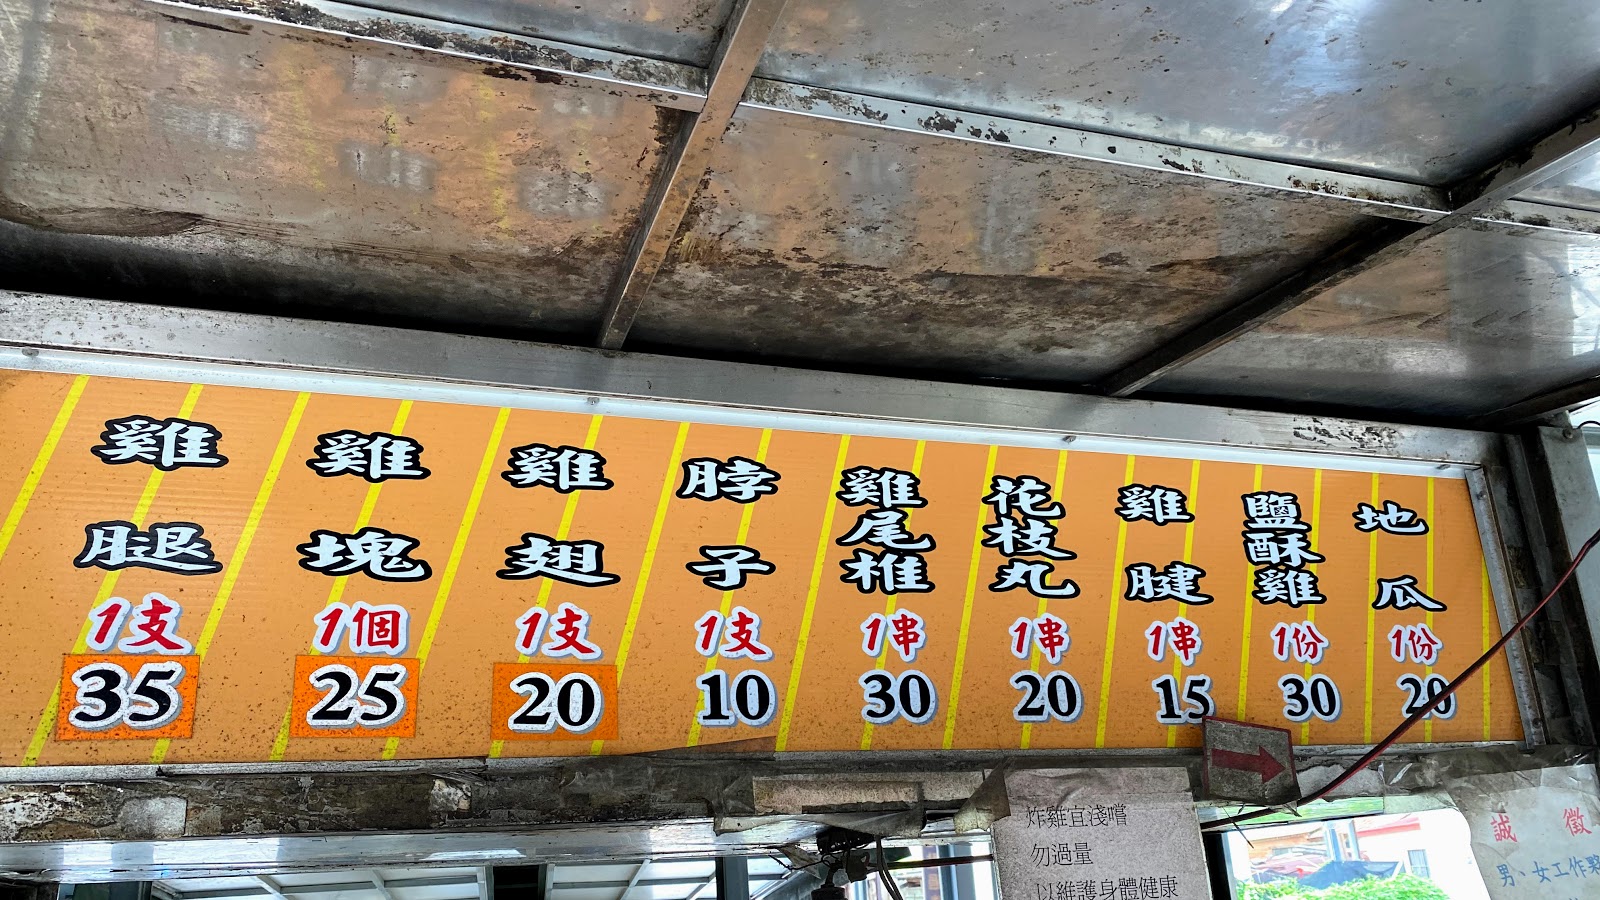 雞腿
1支
35
雞塊
1個
25
雞翅
1支
20
脖子
1支
10
雞尾椎
1串
30
花枝丸
1串
20
雞腱
1串
15
鹽酥雞
1份
30
地瓜
1份
20
炸雞宜淺嚐
勿過量
以維護身體健康
誠徵
男、女工作夥